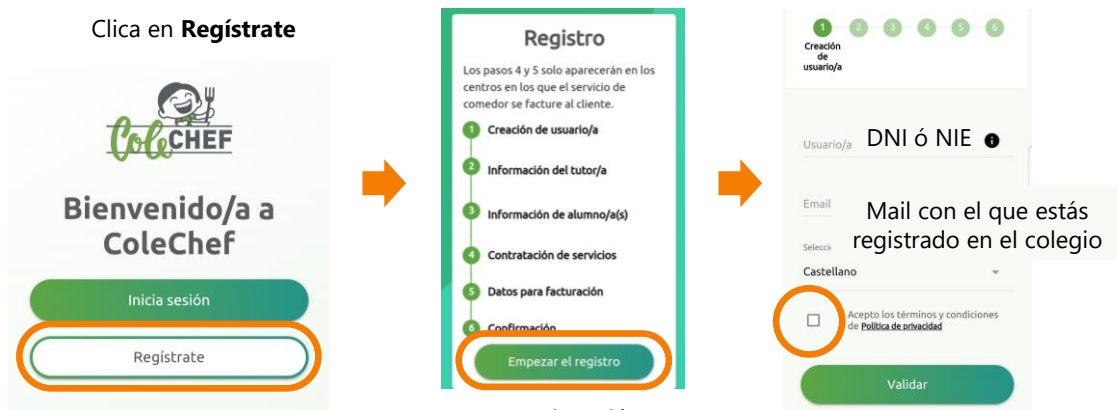 Clica en Regístrate
ColeCHEF
Bienvenido/a a
ColeChef
Inicia sesión
Regístrate
Registro
Los pasos 4 y 5 solo aparecerán en los
centros en los que el servicio de
comedor se facture al cliente.
1 Creación de usuario/a
2 Información del tutor/a
3 Información de alumno/a(s)
4 Contratación de servicios
5 Datos para facturación
6 Confirmación
Empezar el registro
1 2 3 4 5 6
Creación
de
usuario/a
Usuario/a DNI ó NIE
Email
Mail con el que estás
registrado en el colegio
Castellano
Acepto los términos y condiciones
de Política de privacidad
Validar